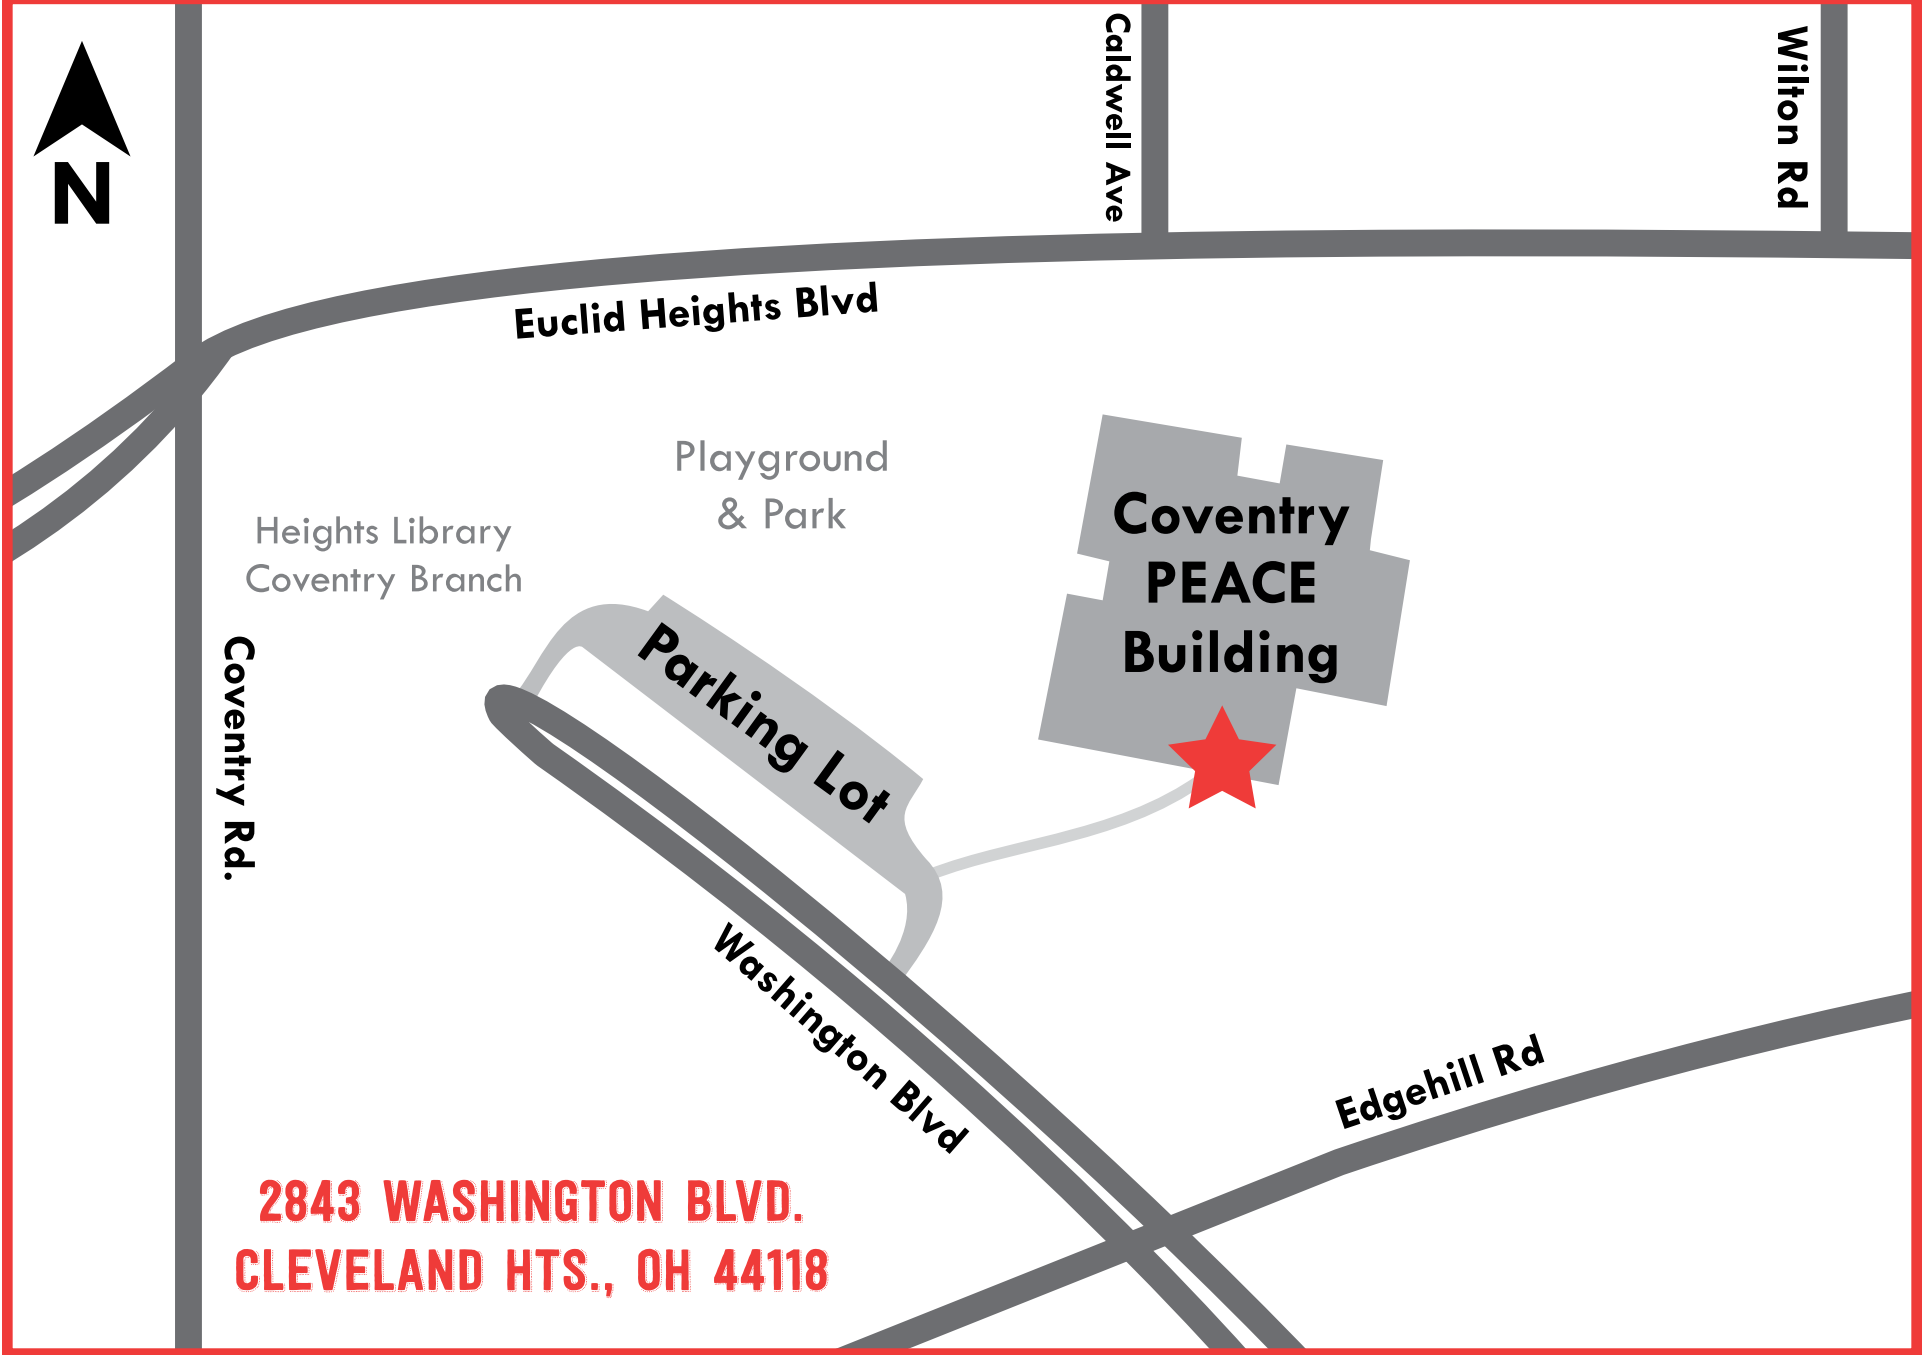 N
Caldwell Ave
Wilton Rd
Euclid Heights Blvd
Playground
& Park
Heights Library
Coventry Branch
Coventry
PEACE
Building
Coventry Rd.
Parking Lot
Washington Blvd
Edgehill Rd
2843 WASHINGTON BLVD.
CLEVELAND HTS., OH 44118